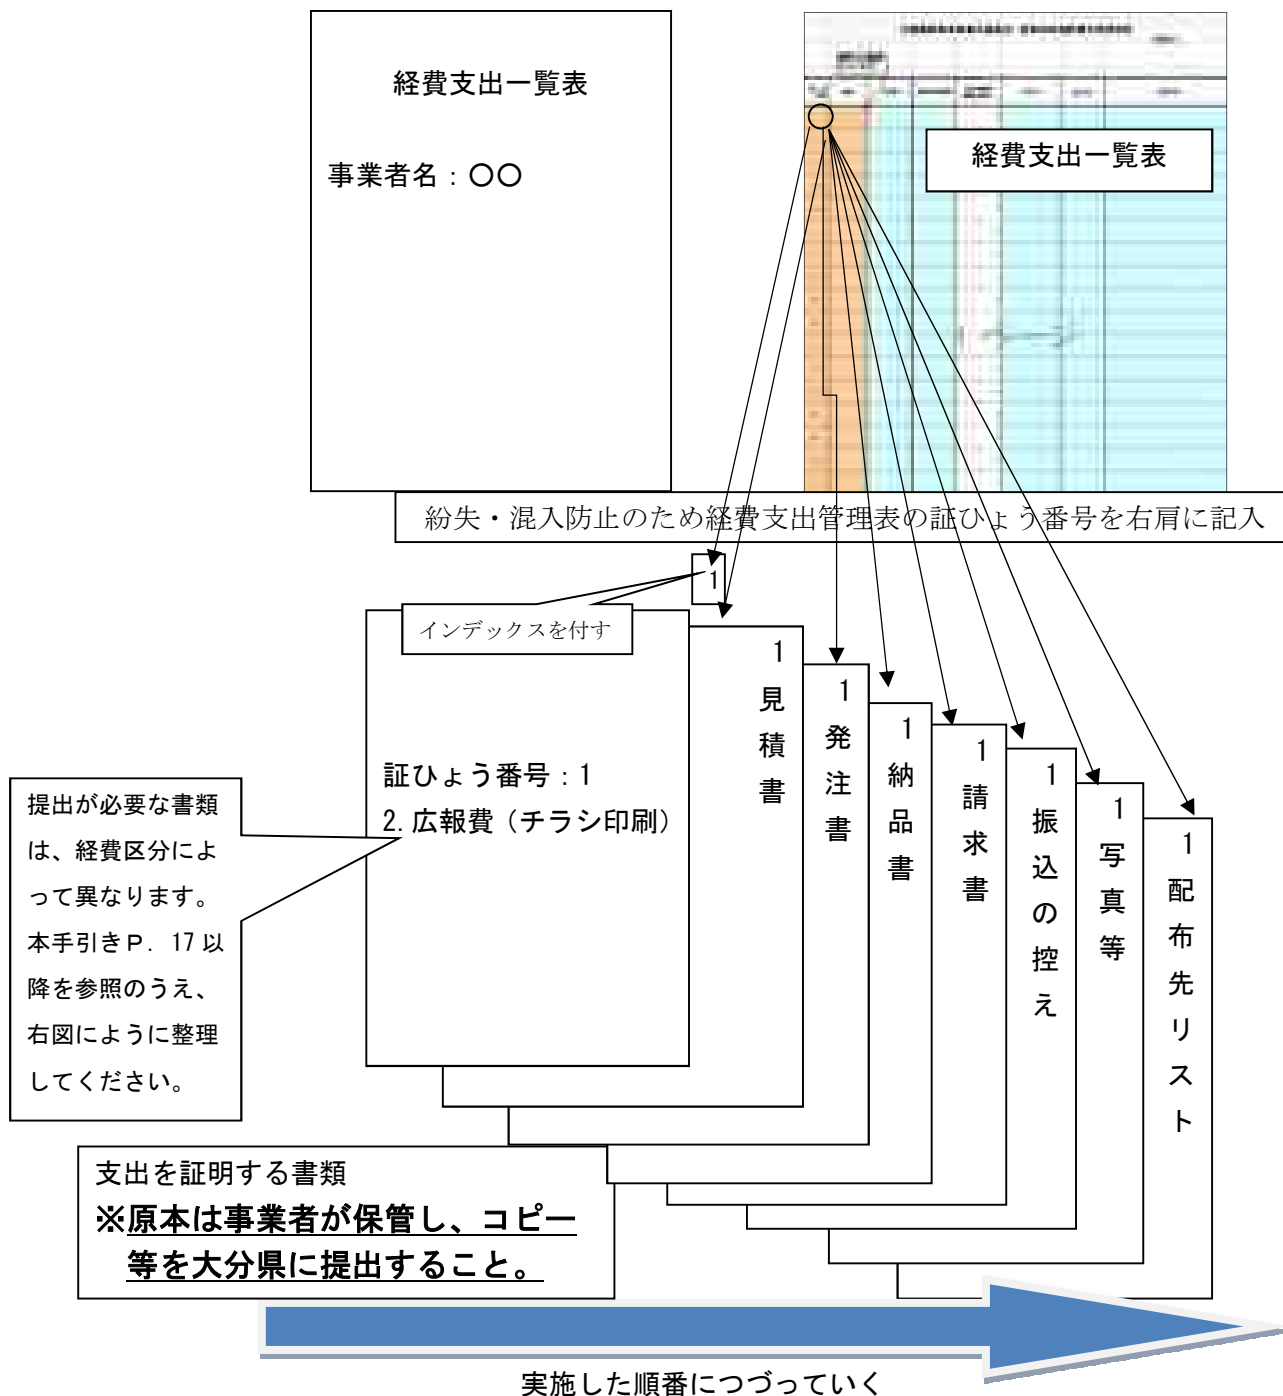 経費支出一覧表
事業者名：〇〇
経費支出一覧表
紛失・混入防止のため経費支出管理表の証ひょう番号を右肩に記入
1
インデックスを付す
証ひょう番号：1
2.広報費（チラシ印刷）
1見積書
1発注書
1納品書
1請求書
1振込の控え
1写真等
1配布先リスト
提出が必要な書類
は、経費区分によ
って異なります。
本手引きＰ．17以
降を参照のうえ、
右図にように整理
してください。
支出を証明する書類
※原本は事業者が保管し、コピー
等を大分県に提出すること。
実施した順番につづっていく